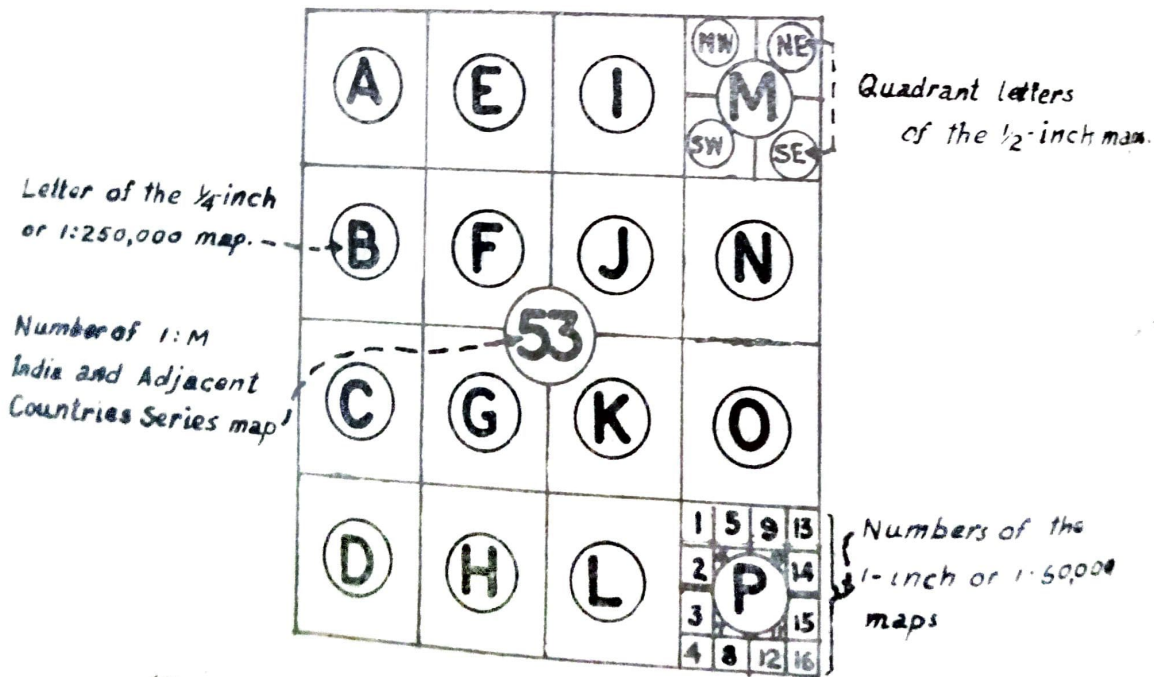 A E I NW NE
M
SW SE
Quadrant letters
of the ½-inch map.
Letter of the ¼-inch
or 1:250,000 map.
B F J N
53
Number of 1:M
India and Adjacent
Countries Series map
C G K O
D H L
1 5 9 13
2 P 14
3 15
4 8 12 16
Numbers of the
1-inch or 1:50,000
maps